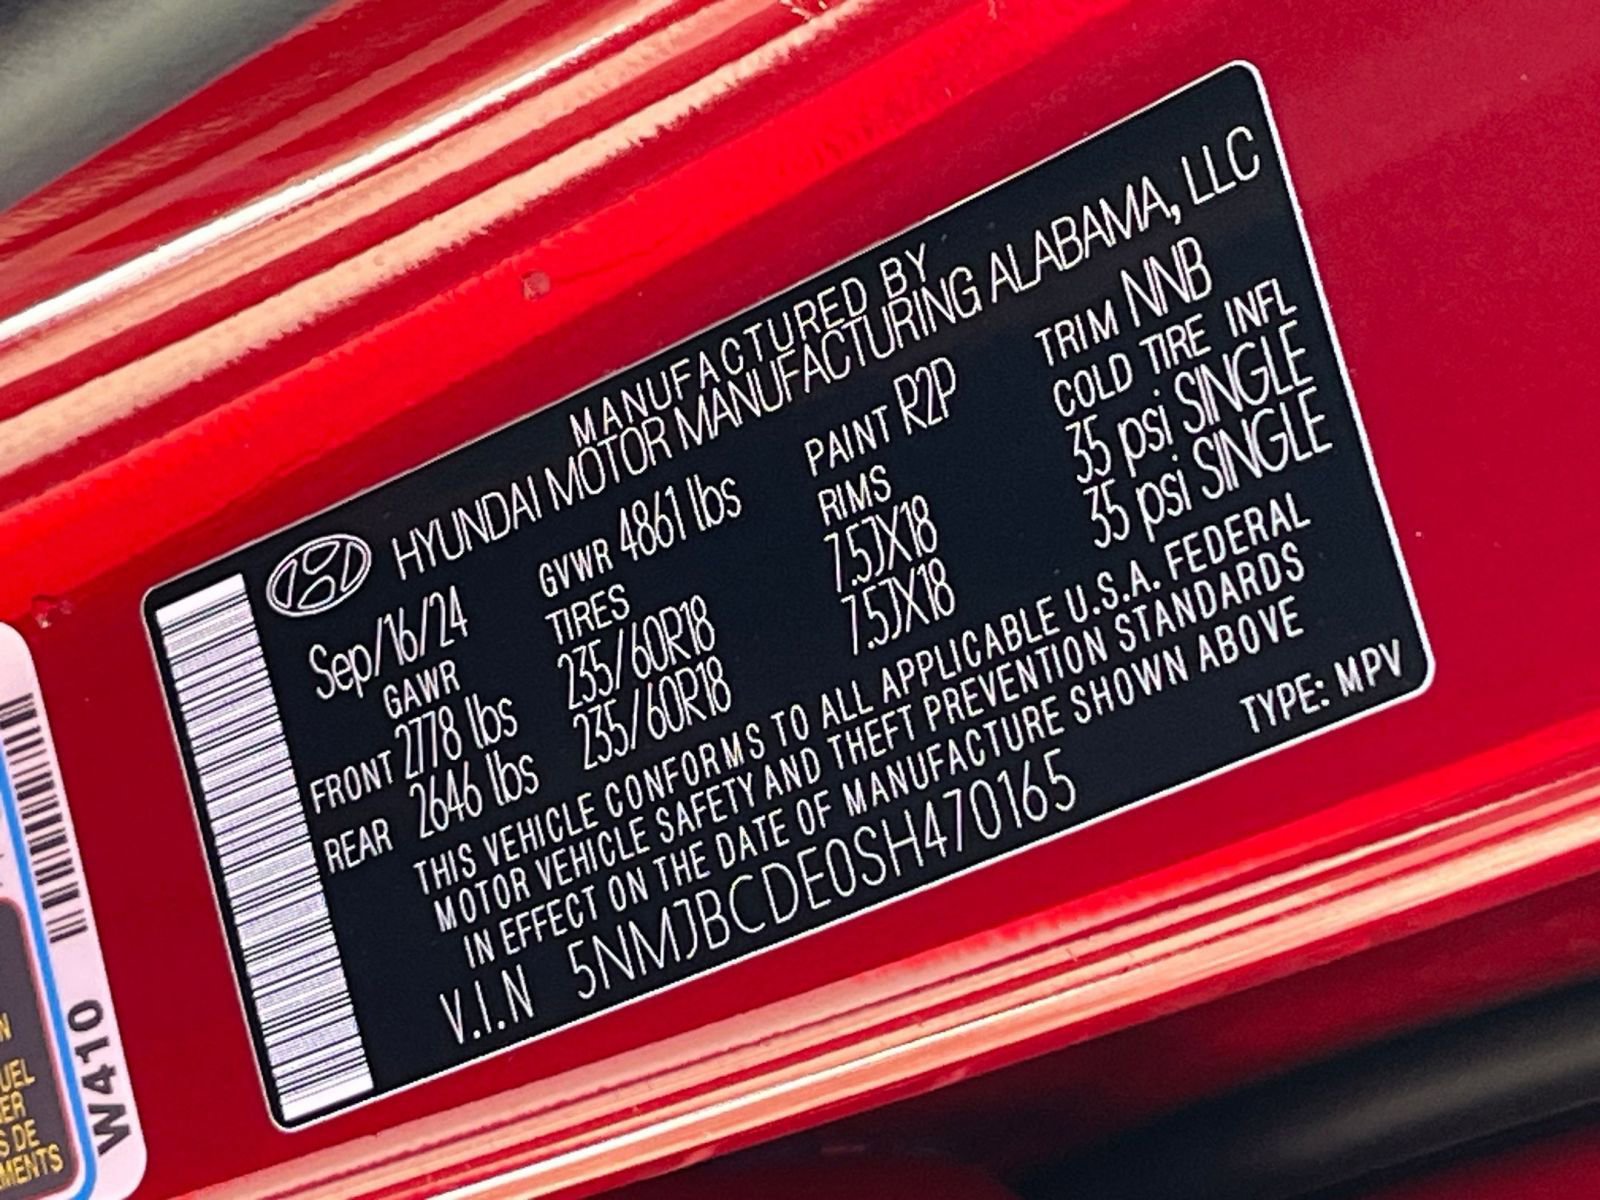 MANUFACTURED BY
HYUNDAI MOTOR MANUFACTURING ALABAMA, LLC
Sep/16/24 GVWR 4861 lbs PAINT R2P TRIM NNB
GAWR TIRES RIMS COLD TIRE INFL
FRONT 2778 lbs 235/60R18 7.5JX18 35 psi SINGLE
REAR 2646 lbs 235/60R18 7.5JX18 35 psi SINGLE
THIS VEHICLE CONFORMS TO ALL APPLICABLE U.S.A. FEDERAL
MOTOR VEHICLE SAFETY AND THEFT PREVENTION STANDARDS
IN EFFECT ON THE DATE OF MANUFACTURE SHOWN ABOVE
V.I.N 5NMJBCDE0SH470165 TYPE: MPV
W410
DE